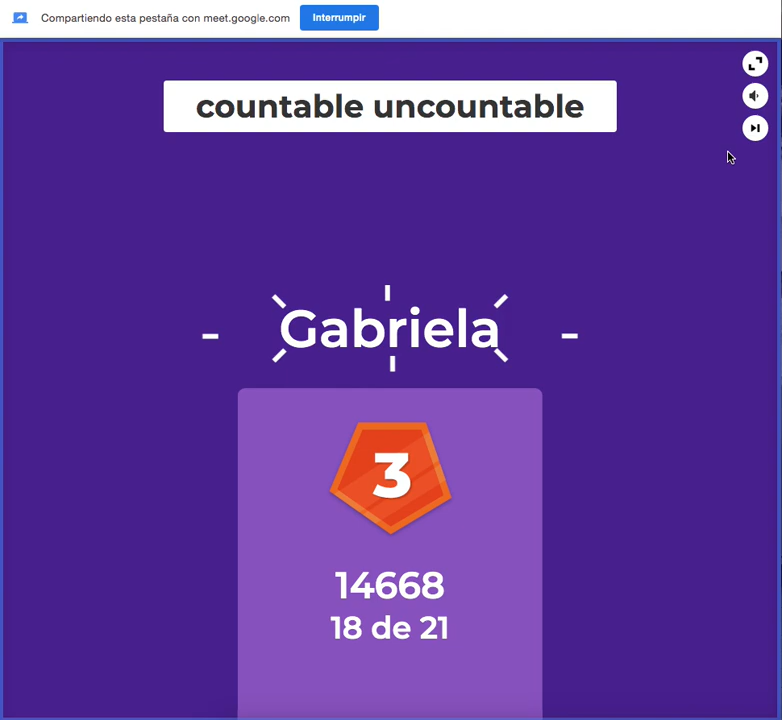 Compartiendo esta pestaña con meet.google.com
Interrumpir
countable uncountable
Gabriela
3
14668
18 de 21